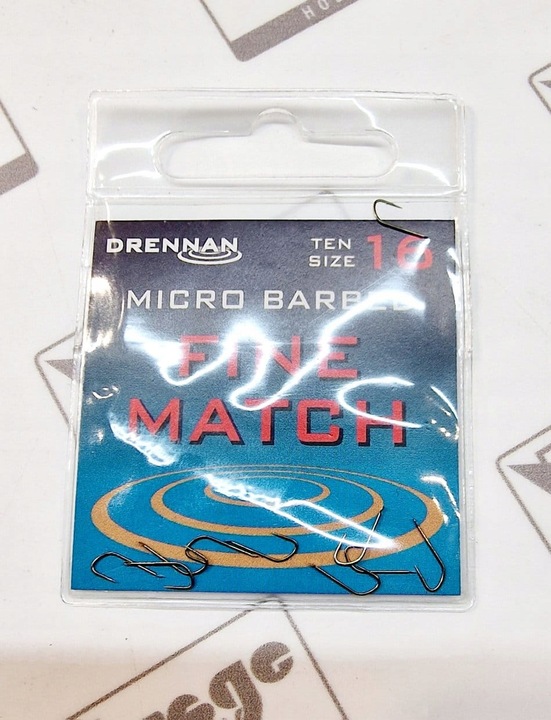 DRENNAN
TEN
SIZE 16
MICRO BARBED
FINE
MATCH